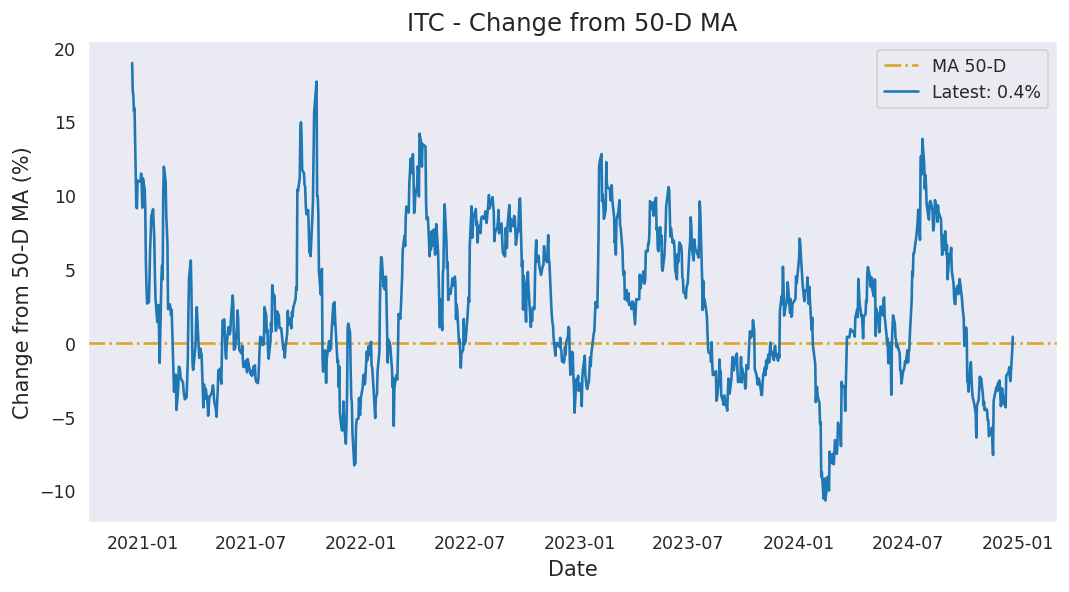 ITC - Change from 50-D MA
MA 50-D
Latest: 0.4%
Change from 50-D MA (%)
20
15
10
5
0
−5
−10
2021-01 2021-07 2022-01 2022-07 2023-01 2023-07 2024-01 2024-07 2025-01
Date